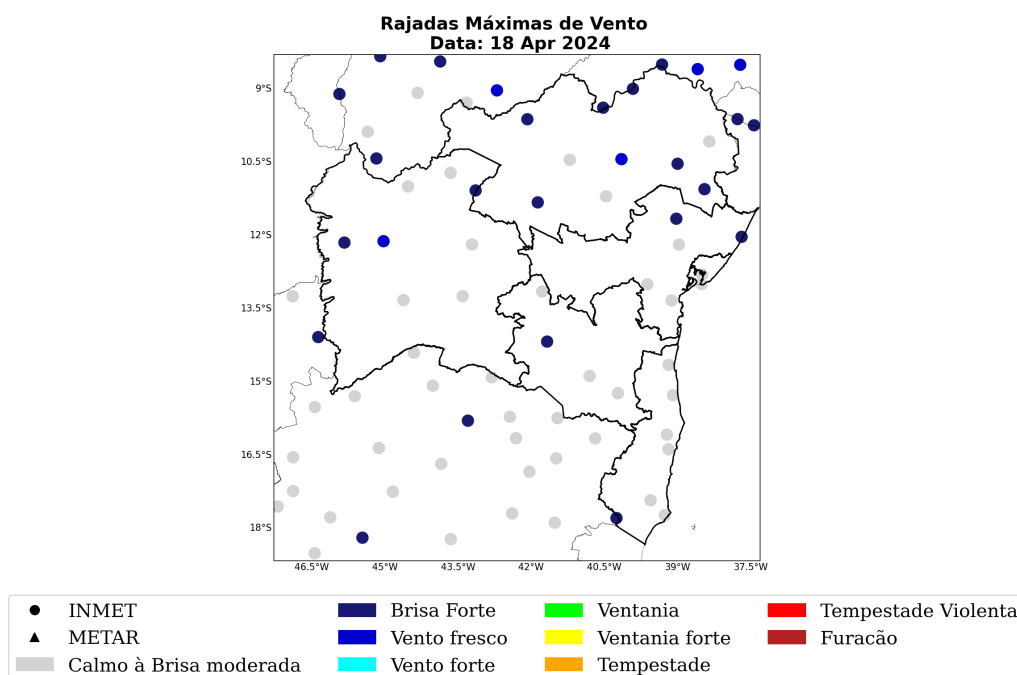 Rajadas Máximas de Vento
Data: 18 Apr 2024
9°S
10.5°S
12°S
13.5°S
15°S
16.5°S
18°S
46.5°W 45°W 43.5°W 42°W 40.5°W 39°W 37.5°W
INMET Brisa Forte Ventania Tempestade Violenta
METAR Vento fresco Ventania forte Furacão
Calmo à Brisa moderada Vento forte Tempestade